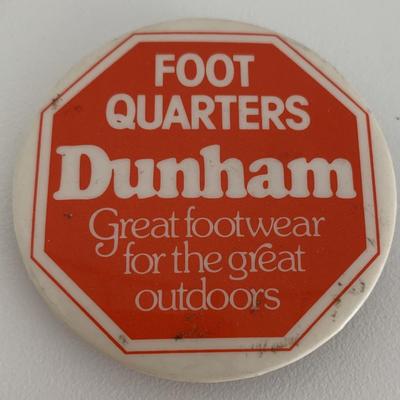 FOOT
QUARTERS
Dunham
Great footwear
for the great
outdoors